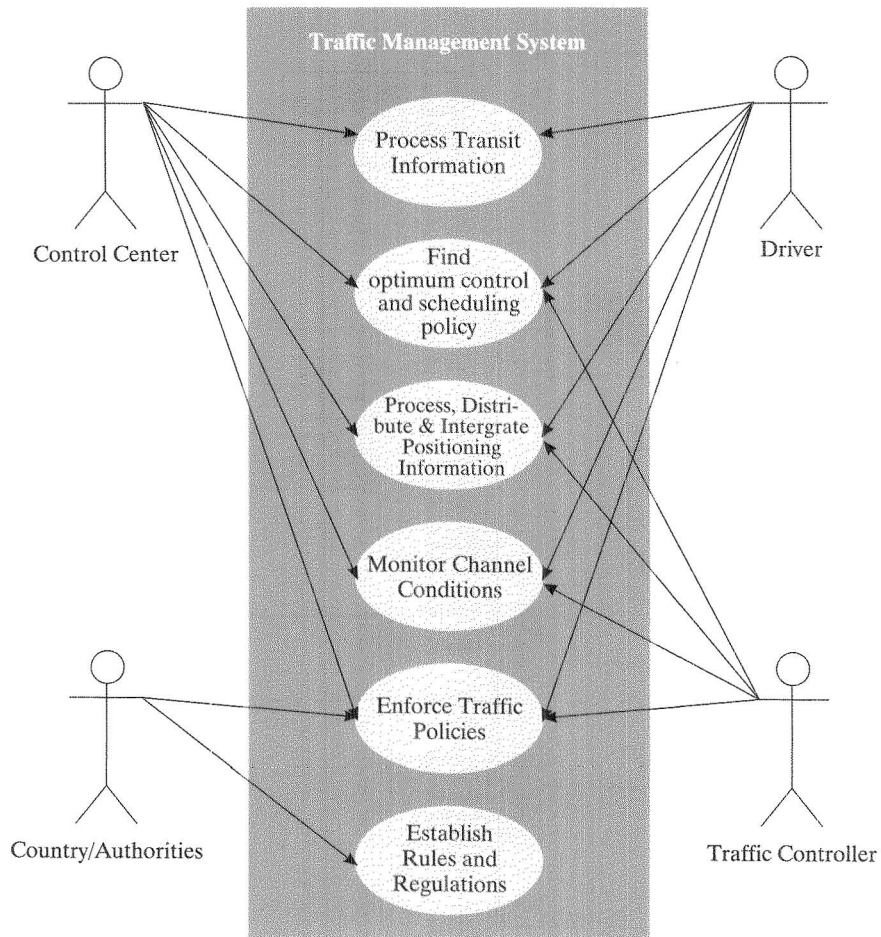 Traffic Management System
Process Transit
Information
Control Center
Driver
Find
optimum control
and scheduling
policy
Process, Distri-
bute & Intergrate
Positioning
Information
Monitor Channel
Conditions
Enforce Traffic
Policies
Country/Authorities
Traffic Controller
Establish
Rules and
Regulations